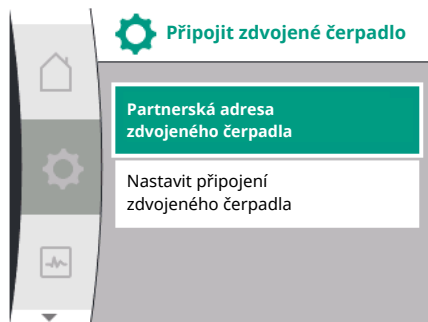 Připojit zdvojené čerpadlo
Partnerská adresa
zdvojeného čerpadla
Nastavit připojení
zdvojeného čerpadla